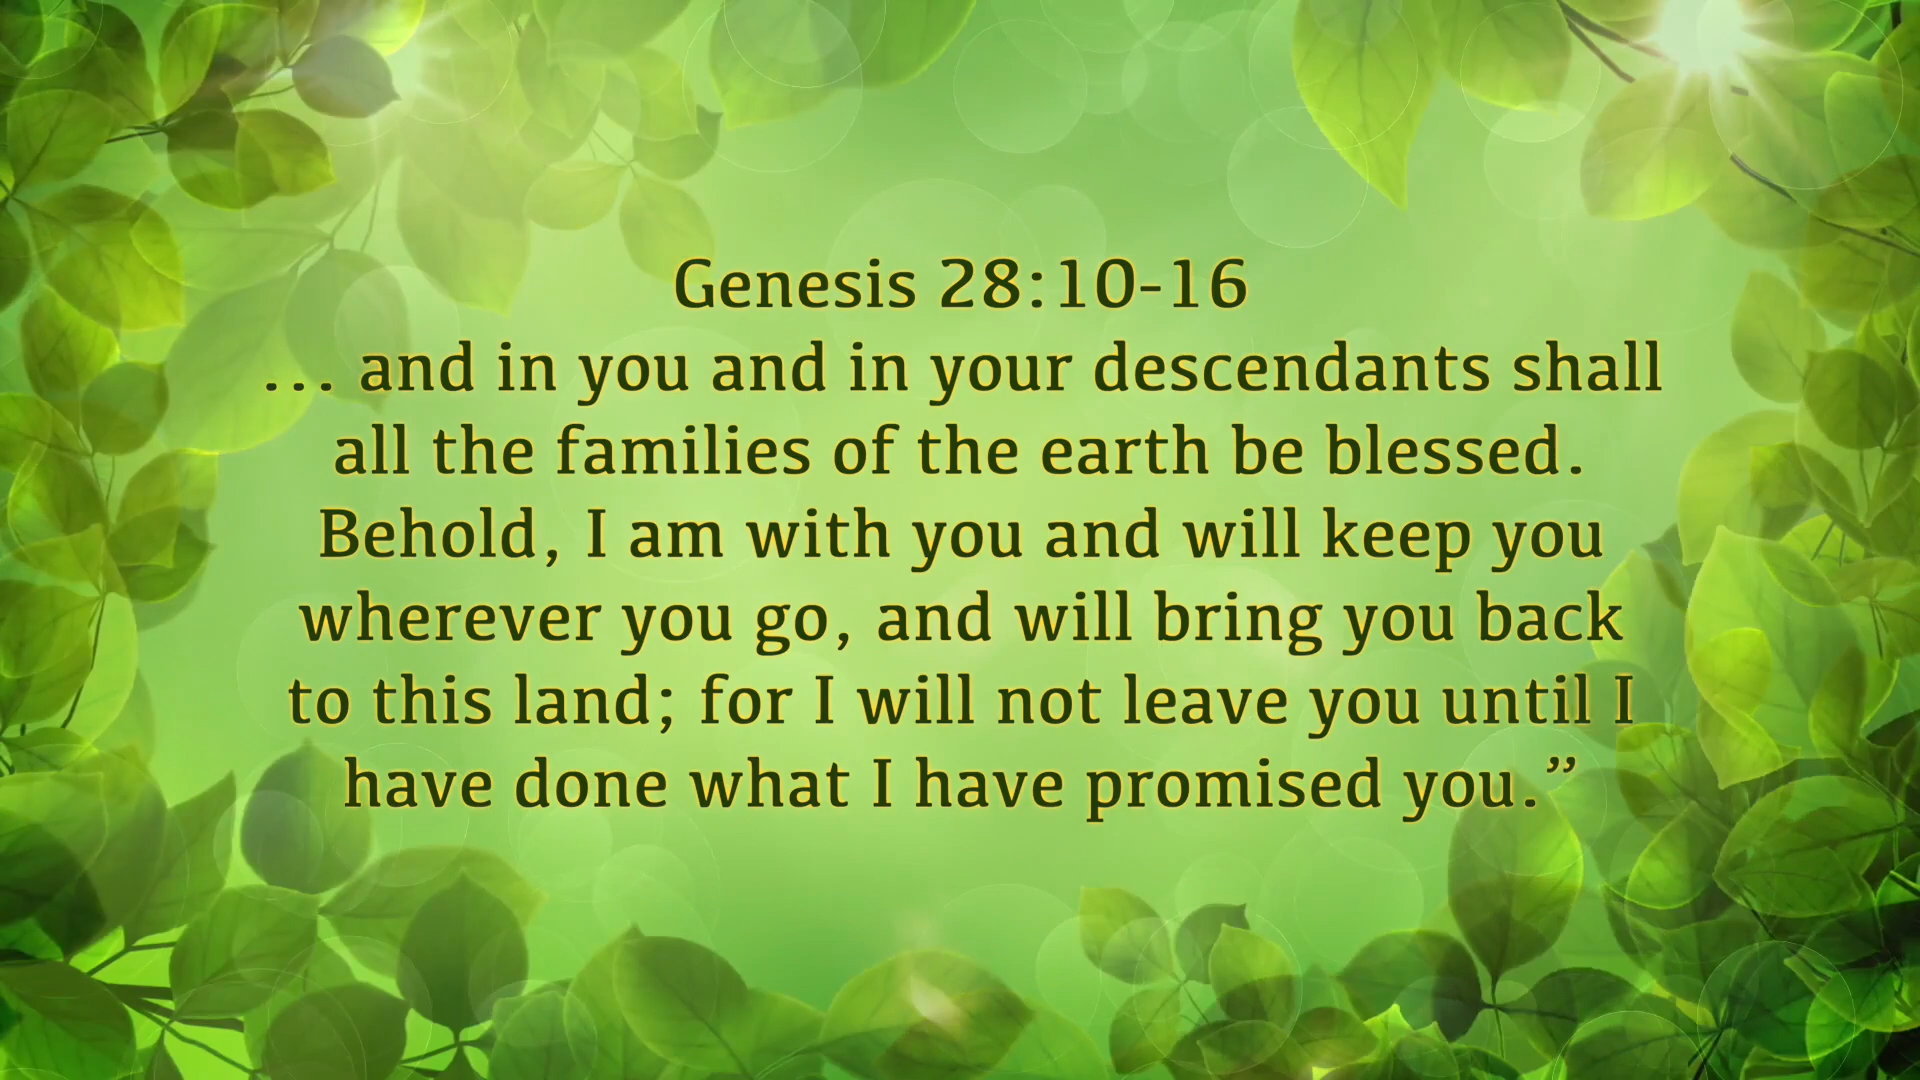 Genesis 28:10-16
... and in you and in your descendants shall
all the families of the earth be blessed.
Behold, I am with you and will keep you
wherever you go, and will bring you back
to this land; for I will not leave you until I
have done what I have promised you.”